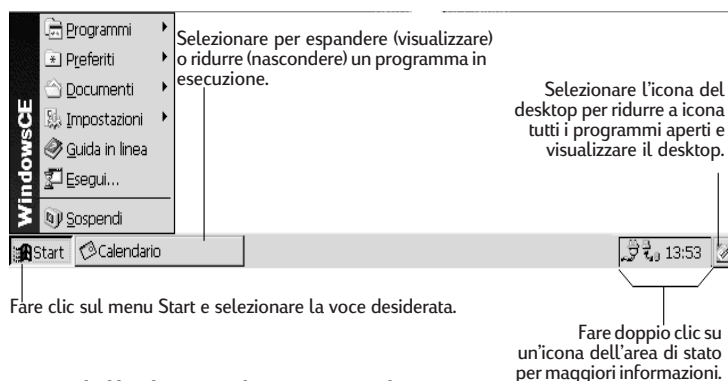 Programmi
Preferiti
Documenti
Impostazioni
Guida in linea
Esegui...
Sospendi
WindowsCE
Start
Calendario
13:53
Selezionare per espandere (visualizzare)
o ridurre (nascondere) un programma in
esecuzione.
Selezionare l'icona del
desktop per ridurre a icona
tutti i programmi aperti e
visualizzare il desktop.
Fare clic sul menu Start e selezionare la voce desiderata.
Fare doppio clic su
un'icona dell'area di stato
per maggiori informazioni.